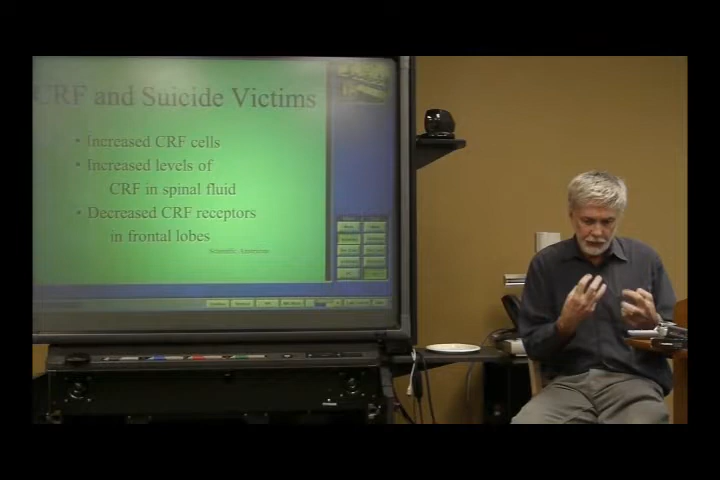 CRF and Suicide Victims
• Increased CRF cells
• Increased levels of
CRF in spinal fluid
• Decreased CRF receptors
in frontal lobes
Scientific American